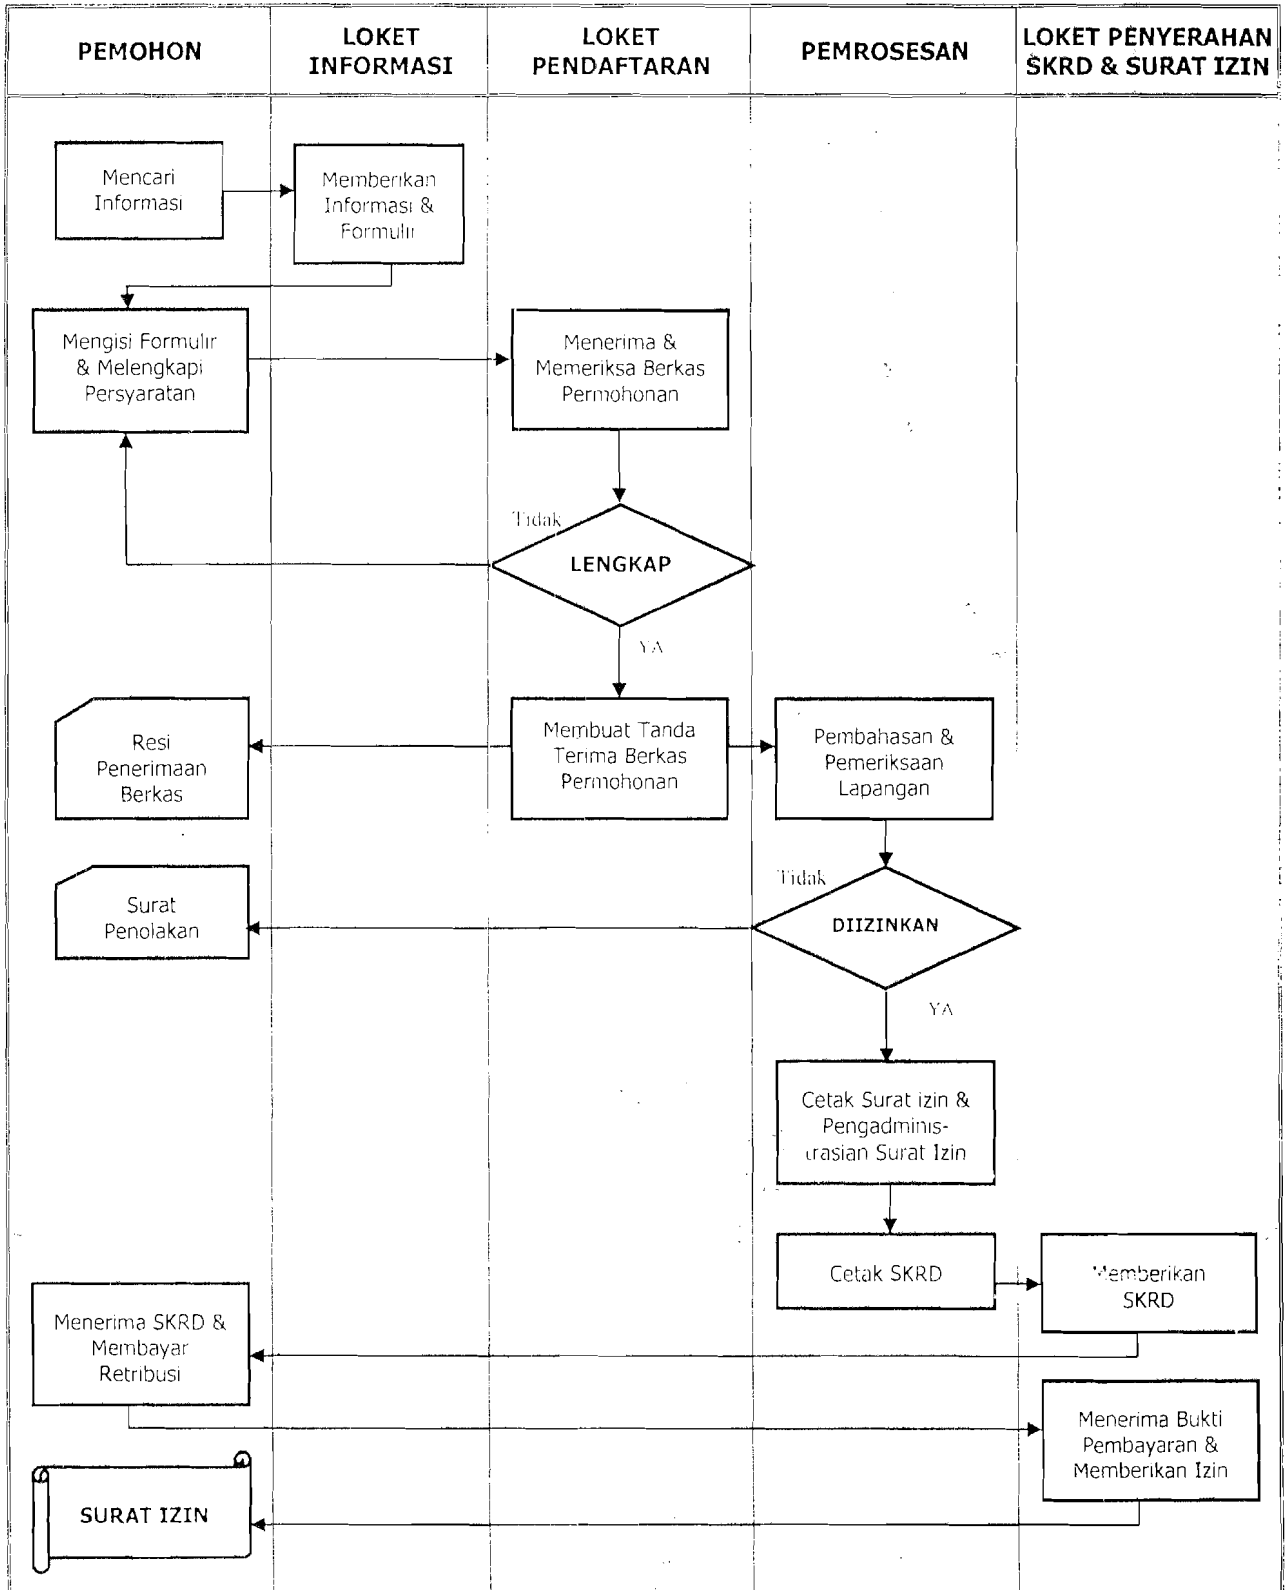 PEMOHON
LOKET
INFORMASI
LOKET
PENDAFTARAN
PEMROSESAN
LOKET PENYERAHAN
SKRD & SURAT IZIN
Mencari
Informasi
Memberikan
Informasi &
Formulir
Mengisi Formulir
& Melengkapi
Persyaratan
Menerima &
Memeriksa Berkas
Permohonan
Tidak
LENGKAP
YA
Resi
Penerimaan
Berkas
Membuat Tanda
Terima Berkas
Permohonan
Pembahasan &
Pemeriksaan
Lapangan
Surat
Penolakan
Tidak
DIIZINKAN
YA
Cetak Surat izin &
Pengadminis-
trasian Surat Izin
Cetak SKRD
Memberikan
SKRD
Menerima SKRD &
Membayar
Retribusi
Menerima Bukti
Pembayaran &
Memberikan Izin
SURAT IZIN